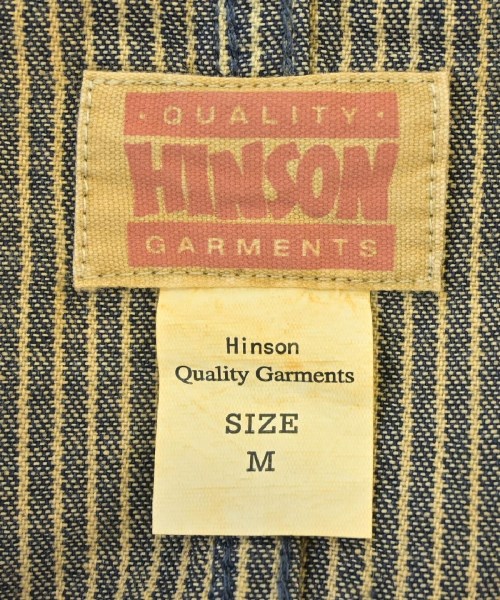 · QUALITY ·
HINSON
GARMENTS
Hinson
Quality Garments
SIZE
M